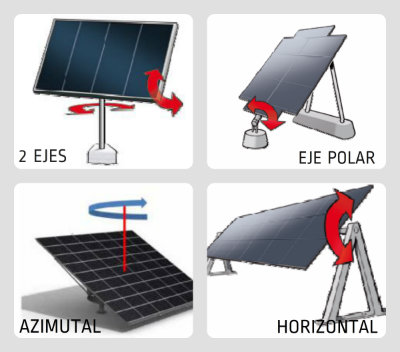 2 EJES
EJE POLAR
AZIMUTAL
HORIZONTAL